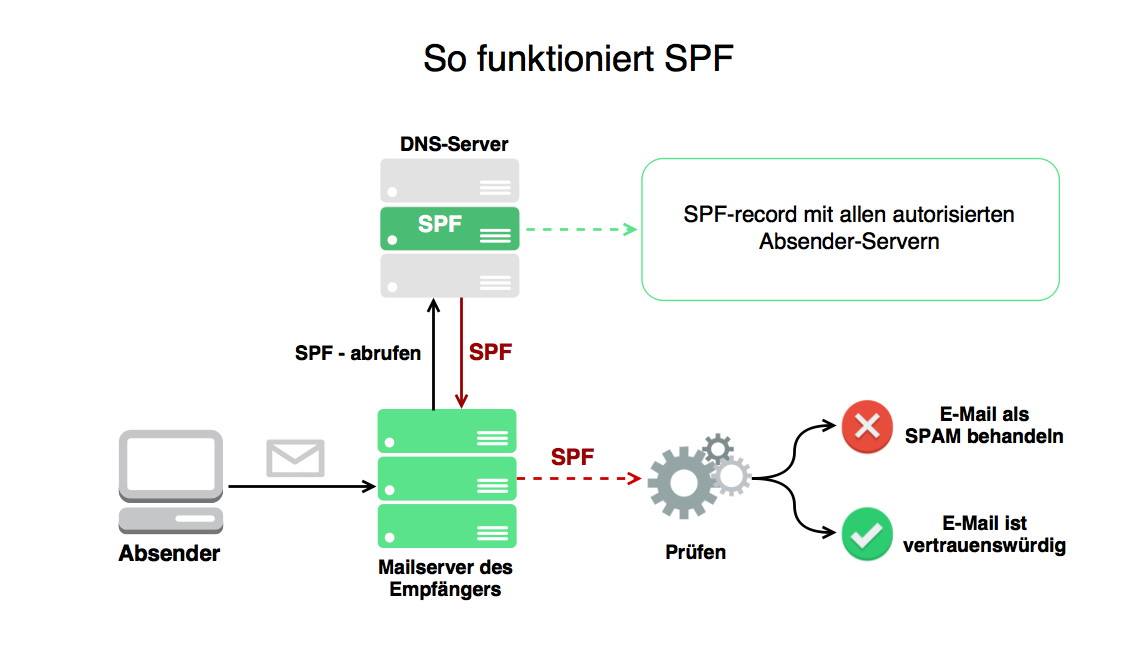 So funktioniert SPF
DNS-Server
SPF
SPF-record mit allen autorisierten
Absender-Servern
SPF - abrufen
SPF
SPF
E-Mail als
SPAM behandeln
E-Mail ist
vertrauenswürdig
Absender
Mailserver des
Empfängers
Prüfen